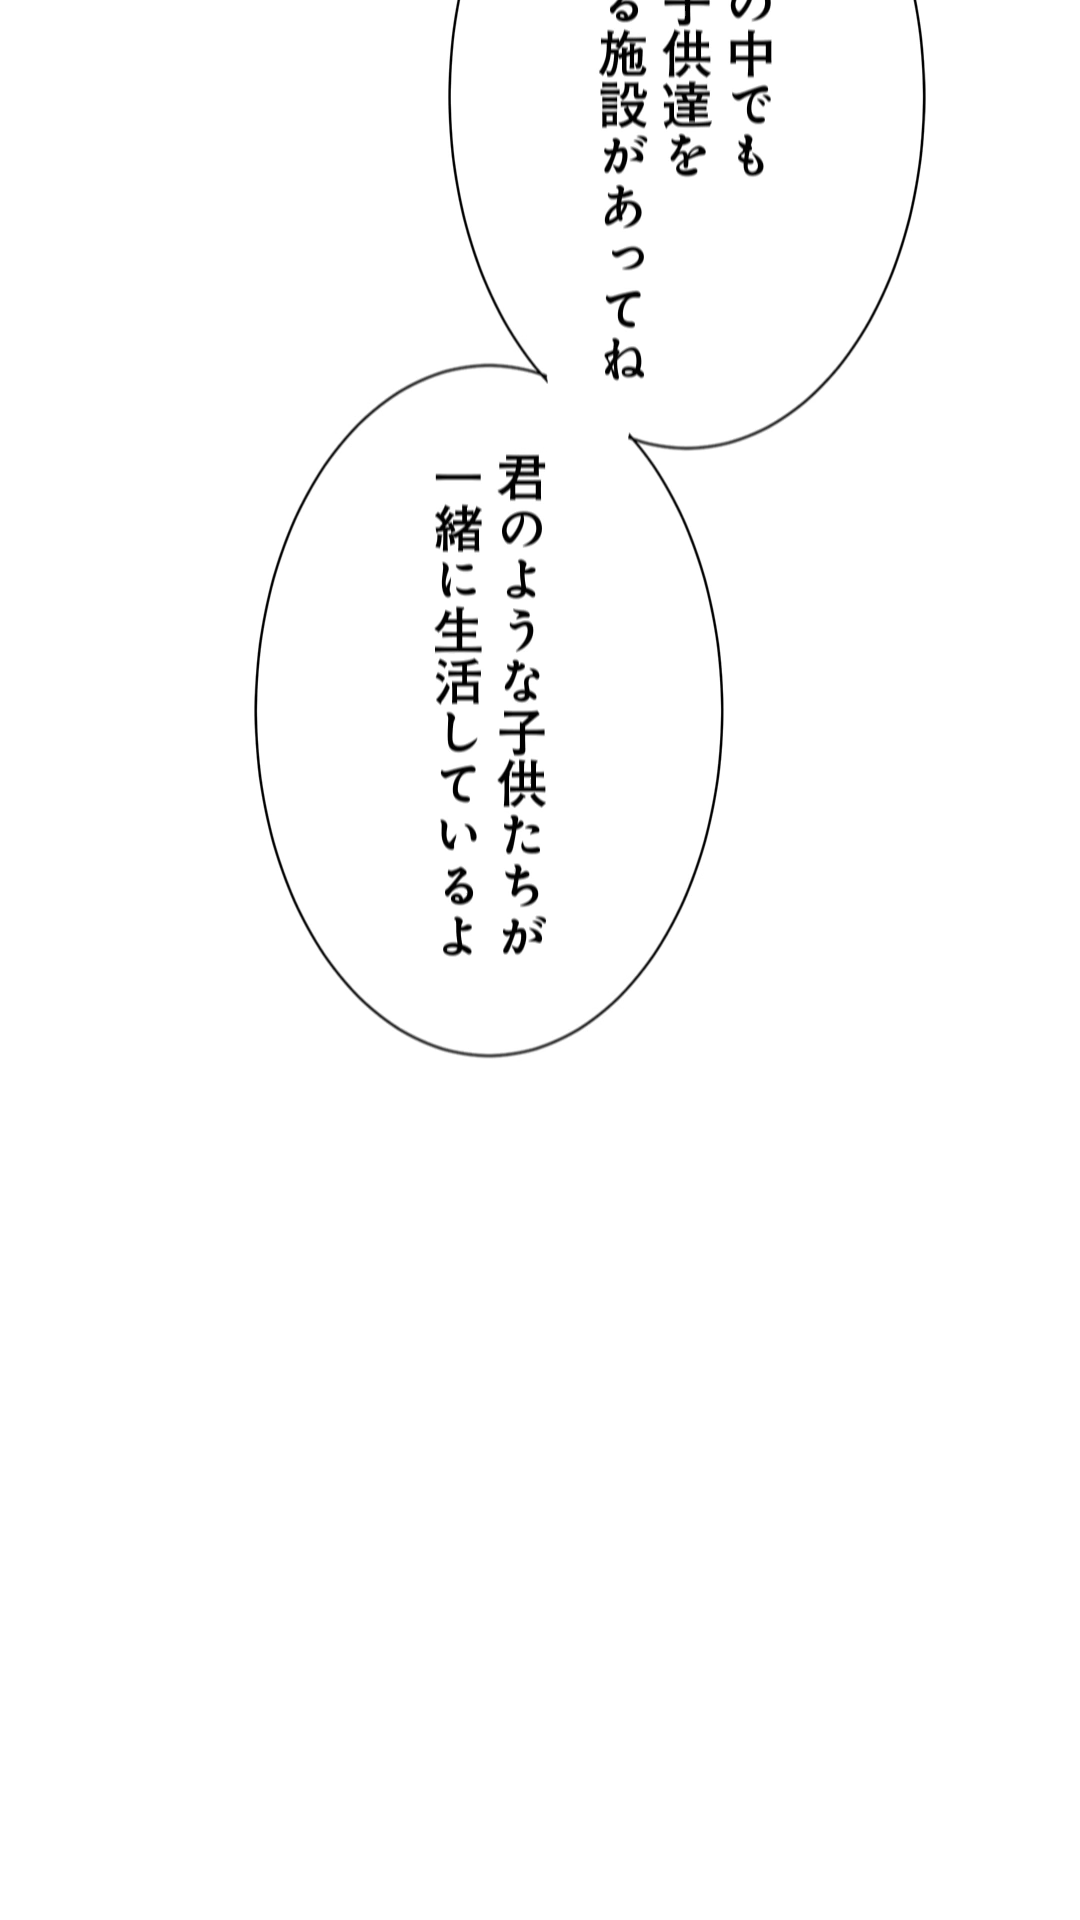 の中でも
子供達を
る施設があってね
君のような子供たちが
一緒に生活しているよ